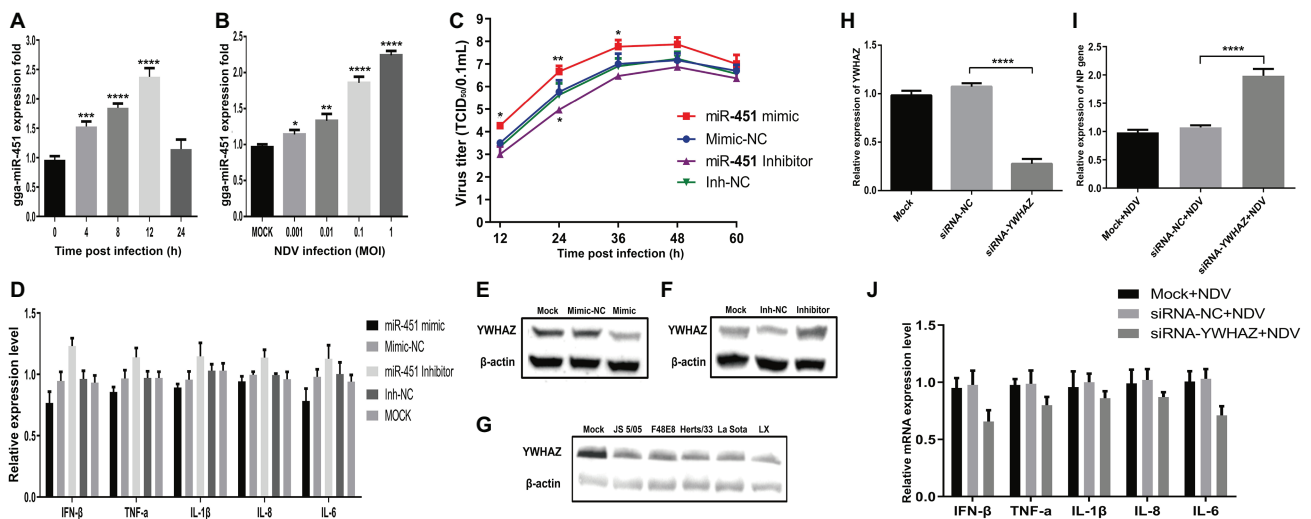 A
gga-miR-451 expression fold
3.0
2.5
2.0
1.5
1.0
0.5
0.0
***
****
****
0 4 8 12 24
Time post infection (h)
B
gga-miR-451 expression fold
2.5
2.0
1.5
1.0
0.5
0.0
*
**
****
****
MOCK 0.001 0.01 0.1 1
NDV infection (MOI)
C
Virus titer (TCID50/0.1mL)
9
8
7
6
5
4
3
2
1
0
*
**
*
*
12 24 36 48 60
Time post infection (h)
miR-451 mimic
Mimic-NC
miR-451 Inhibitor
Inh-NC
H
Relative expression of YWHAZ
1.5
1.0
0.5
0.0
****
Mock
siRNA-NC
siRNA-YWHAZ
I
Relative expression of NP gene
2.5
2.0
1.5
1.0
0.5
0.0
****
Mock+NDV
siRNA-NC+NDV
siRNA-YWHAZ+NDV
D
Relative expression level
1.5
1.0
0.5
0.0
IFN-β TNF-a IL-1β IL-8 IL-6
miR-451 mimic
Mimic-NC
miR-451 Inhibitor
Inh-NC
MOCK
E
Mock Mimic-NC Mimic
YWHAZ
β-actin
F
Mock Inh-NC Inhibitor
YWHAZ
β-actin
G
Mock JS 5/05 F48E8 Herts/33 La Sota LX
YWHAZ
β-actin
J
Mock+NDV
siRNA-NC+NDV
siRNA-YWHAZ+NDV
Relative mRNA expression level
1.5
1.0
0.5
0.0
IFN-β TNF-a IL-1β IL-8 IL-6